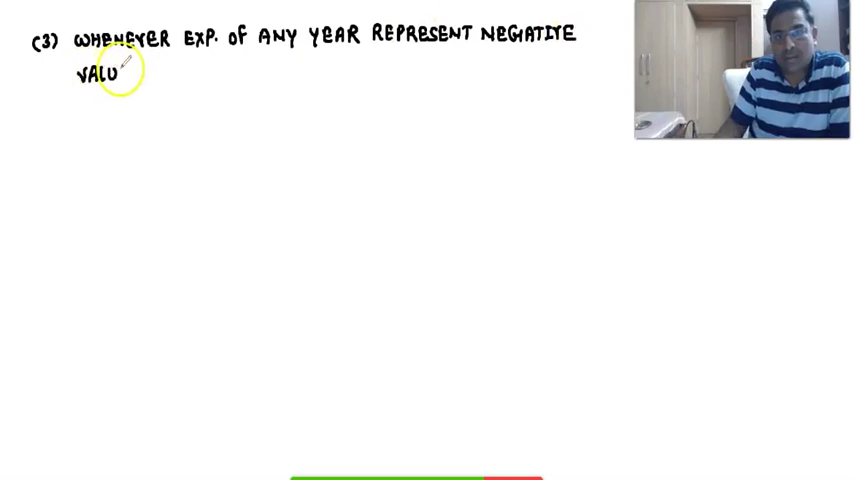 (3) WHENEVER EXP. OF ANY YEAR REPRESENT NEGATIVE
VALU